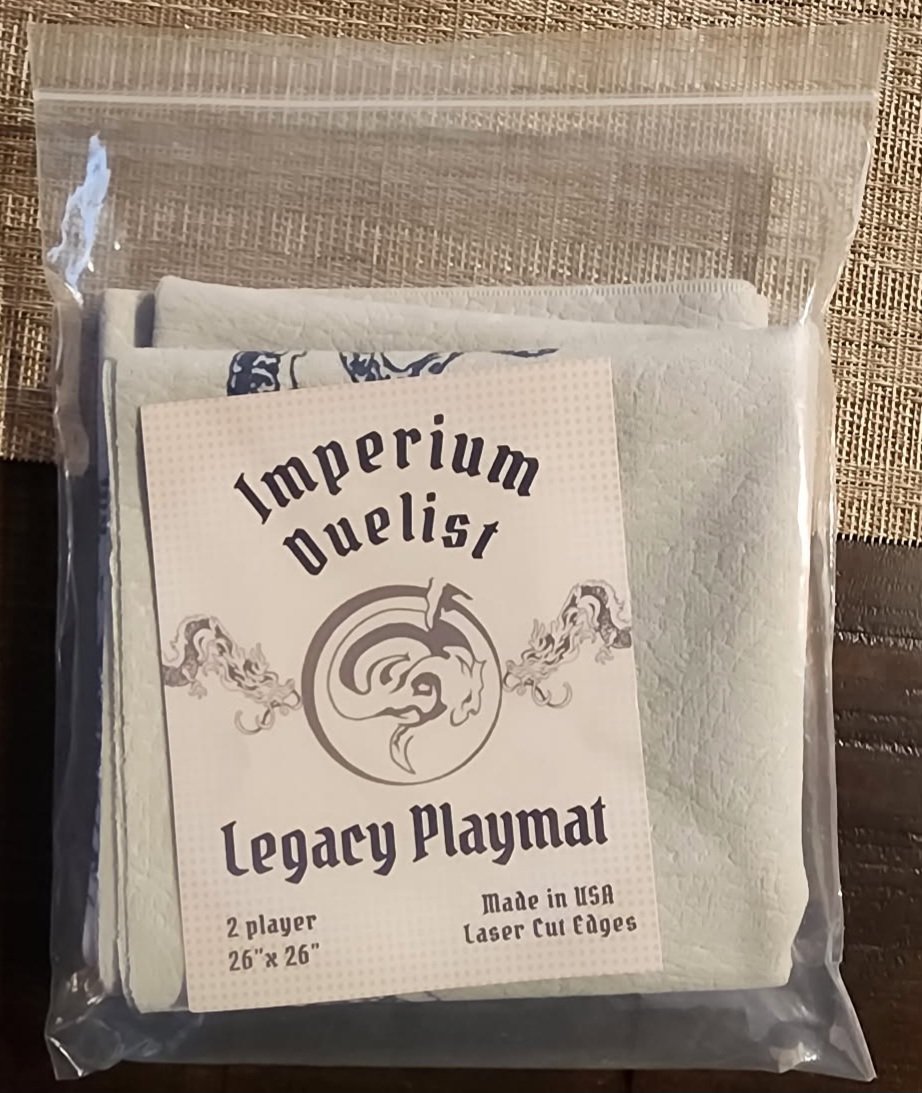 Imperium
Duelist
Legacy Playmat
2 player
26"x 26"
Made in USA
Laser Cut Edges